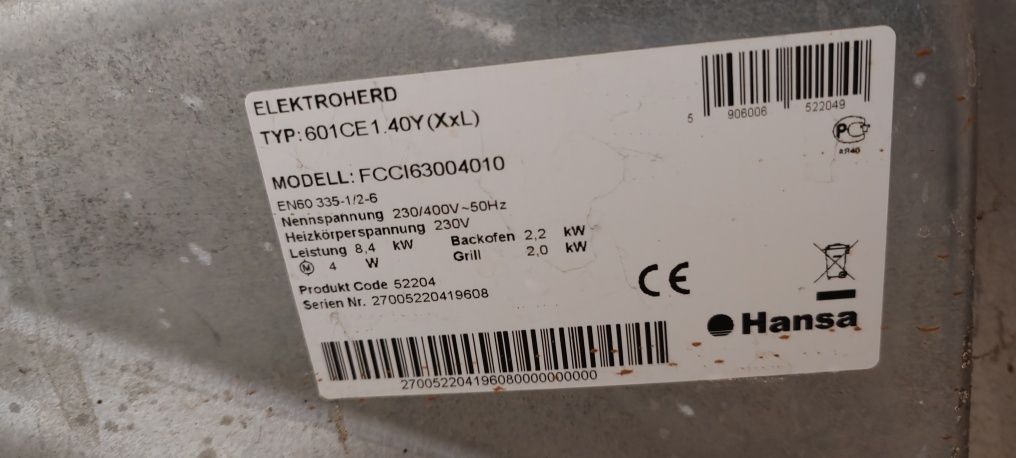 ELEKTROHERD
TYP: 601CE1.40Y(XxL)
MODELL: FCCI63004010
EN60 335-1/2-6
Nennspannung 230/400V~50Hz
Heizkörperspannung 230V
Leistung 8,4 kW Backofen 2,2 kW
M 4 W Grill 2,0 kW
Produkt Code 52204
Serien Nr. 27005220419608
270052204196080000000000
5 906006 522049
РСТ
CE
Hansa